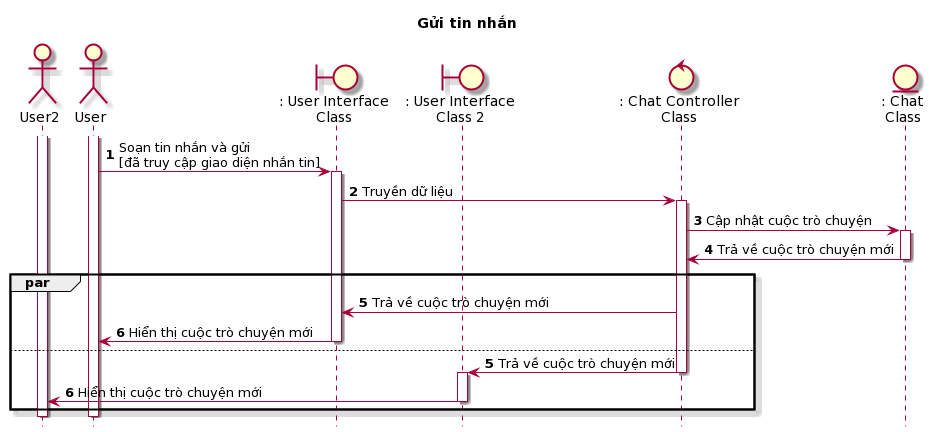 Gửi tin nhắn
User2
User
: User Interface
Class
: User Interface
Class 2
: Chat Controller
Class
: Chat
Class
1 Soạn tin nhắn và gửi
[đã truy cập giao diện nhắn tin]
2 Truyền dữ liệu
3 Cập nhật cuộc trò chuyện
4 Trả về cuộc trò chuyện mới
par
5 Trả về cuộc trò chuyện mới
6 Hiển thị cuộc trò chuyện mới
5 Trả về cuộc trò chuyện mới
6 Hiển thị cuộc trò chuyện mới